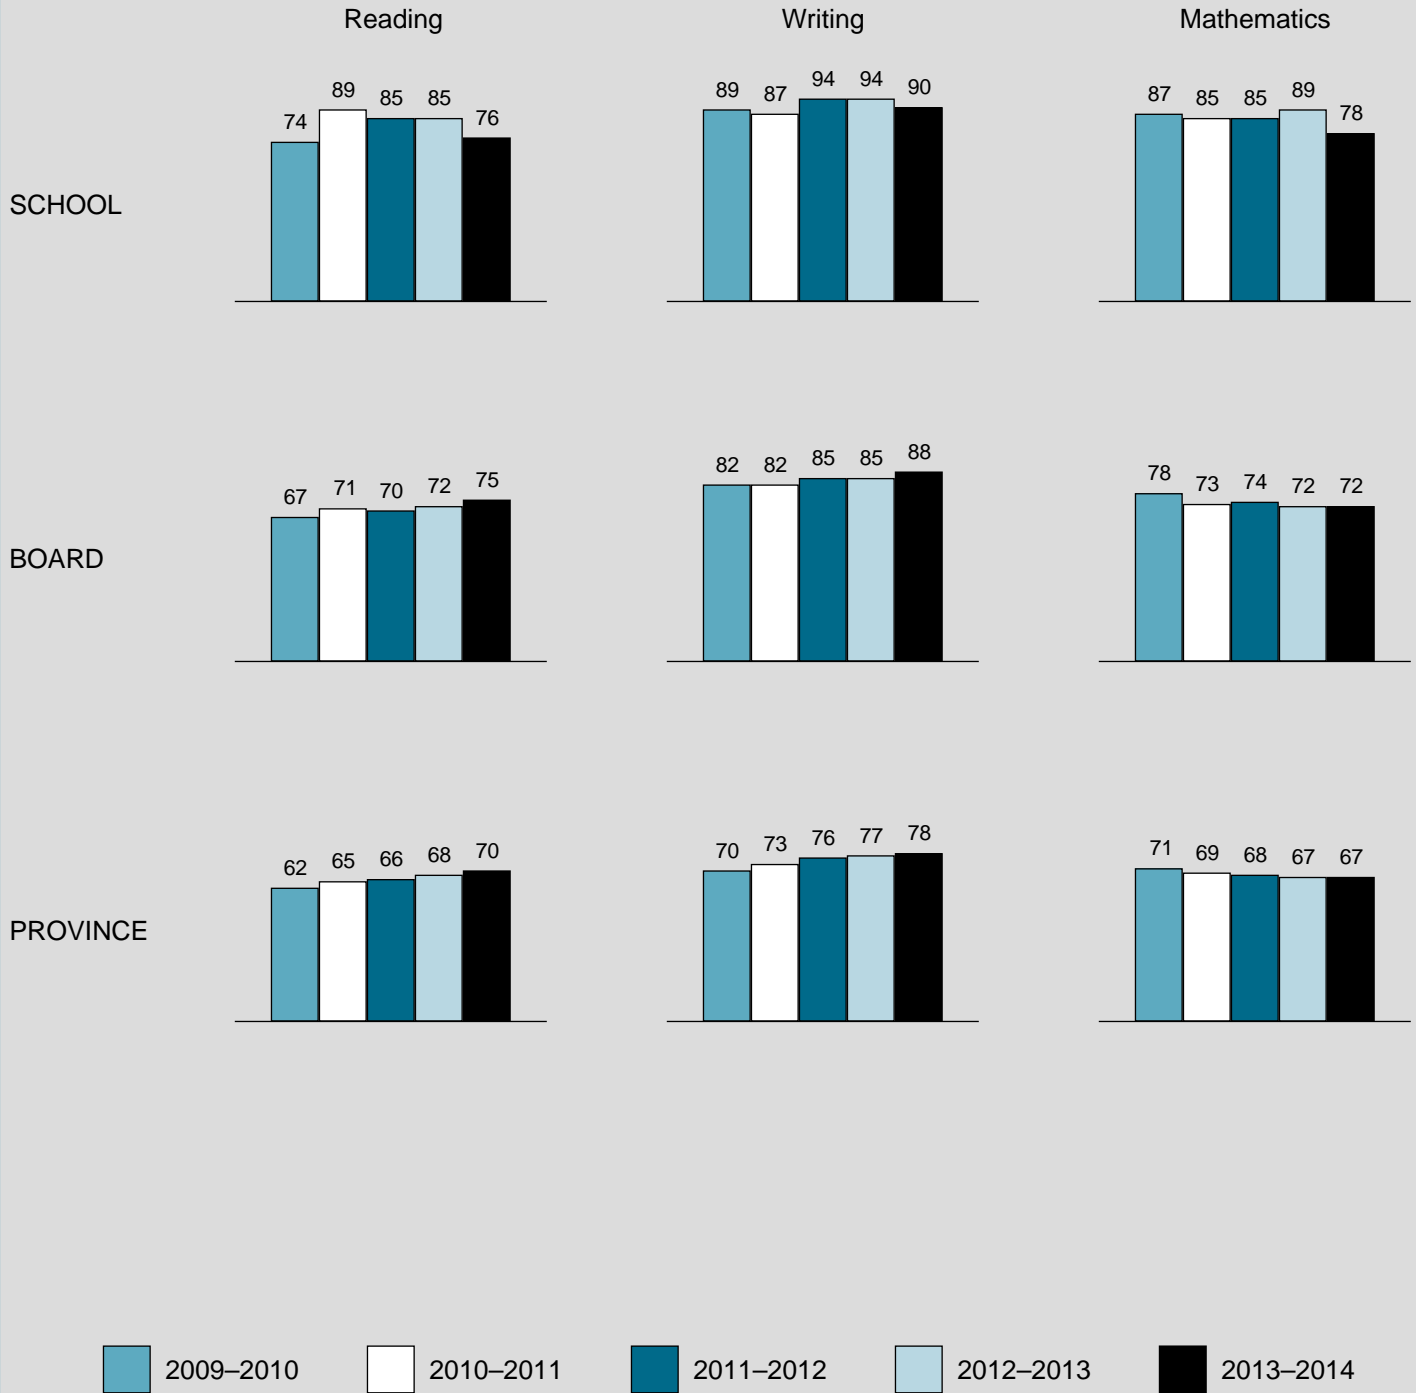 Reading Writing Mathematics
SCHOOL
74 89 85 85 76
89 87 94 94 90
87 85 85 89 78
BOARD
67 71 70 72 75
82 82 85 85 88
78 73 74 72 72
PROVINCE
62 65 66 68 70
70 73 76 77 78
71 69 68 67 67
2009–2010 2010–2011 2011–2012 2012–2013 2013–2014